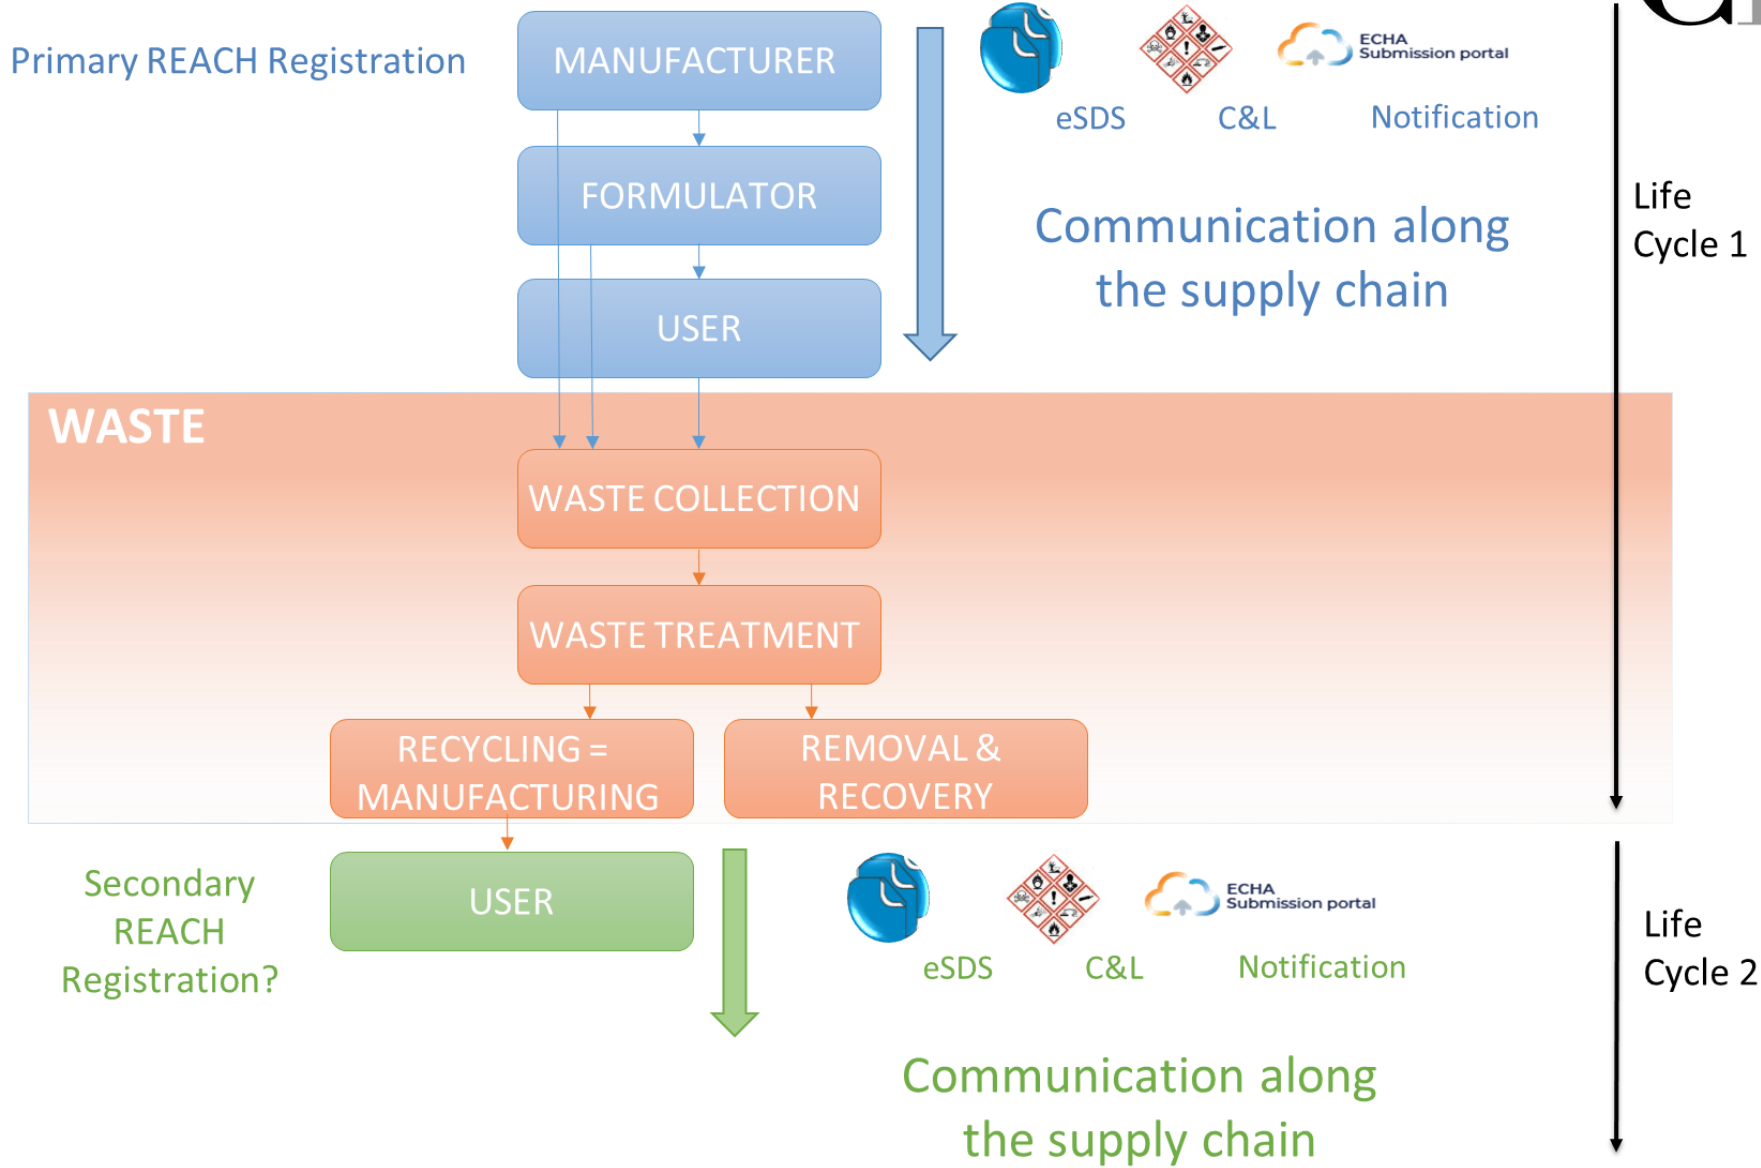 Primary REACH Registration
MANUFACTURER
ECHA
Submission portal
eSDS
C&L
Notification
FORMULATOR
Communication along
the supply chain
Life
Cycle 1
USER
WASTE
WASTE COLLECTION
WASTE TREATMENT
RECYCLING =
MANUFACTURING
REMOVAL &
RECOVERY
Secondary
REACH
Registration?
USER
ECHA
Submission portal
eSDS
C&L
Notification
Life
Cycle 2
Communication along
the supply chain